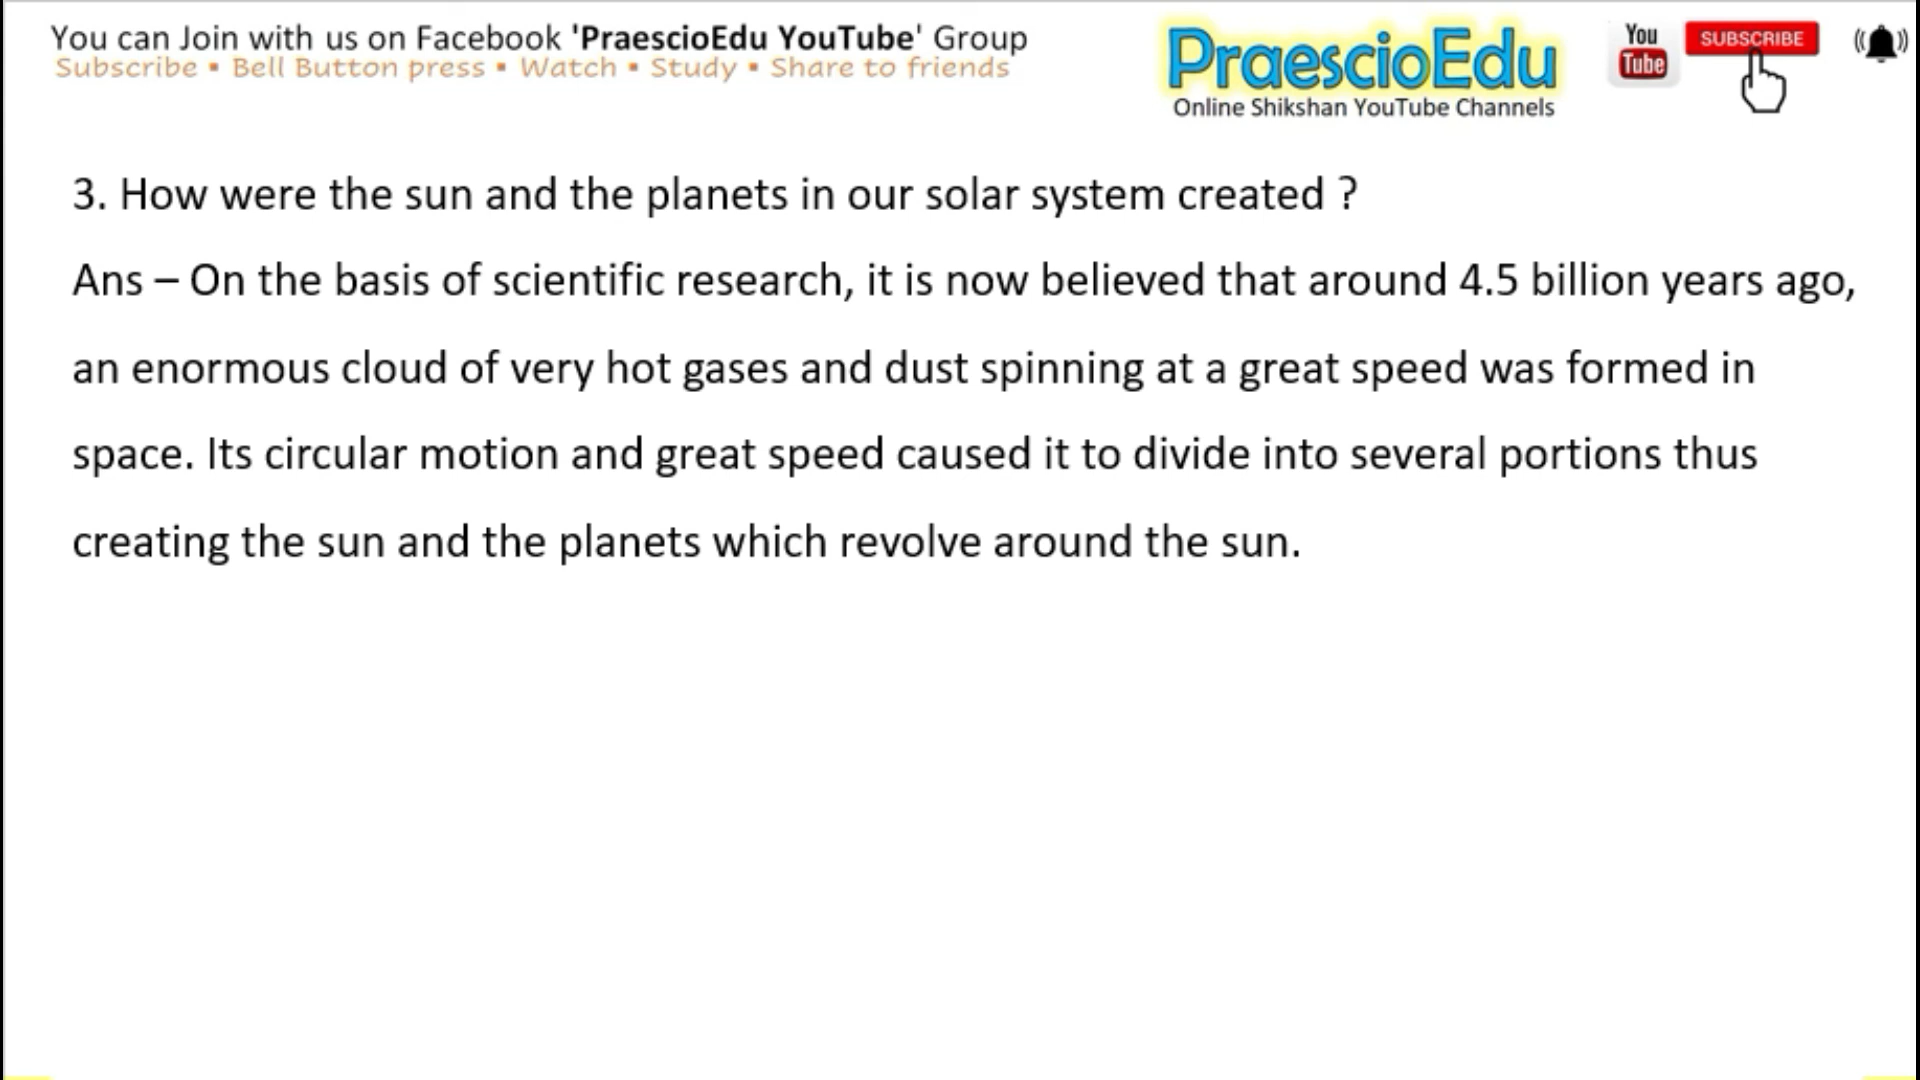 You can Join with us on Facebook 'PraescioEdu YouTube' Group
Subscribe ▪ Bell Button press ▪ Watch ▪ Study ▪ Share to friends
PraescioEdu
Online Shikshan YouTube Channels
You
Tube
SUBSCRIBE
3. How were the sun and the planets in our solar system created ?
Ans – On the basis of scientific research, it is now believed that around 4.5 billion years ago,
an enormous cloud of very hot gases and dust spinning at a great speed was formed in
space. Its circular motion and great speed caused it to divide into several portions thus
creating the sun and the planets which revolve around the sun.